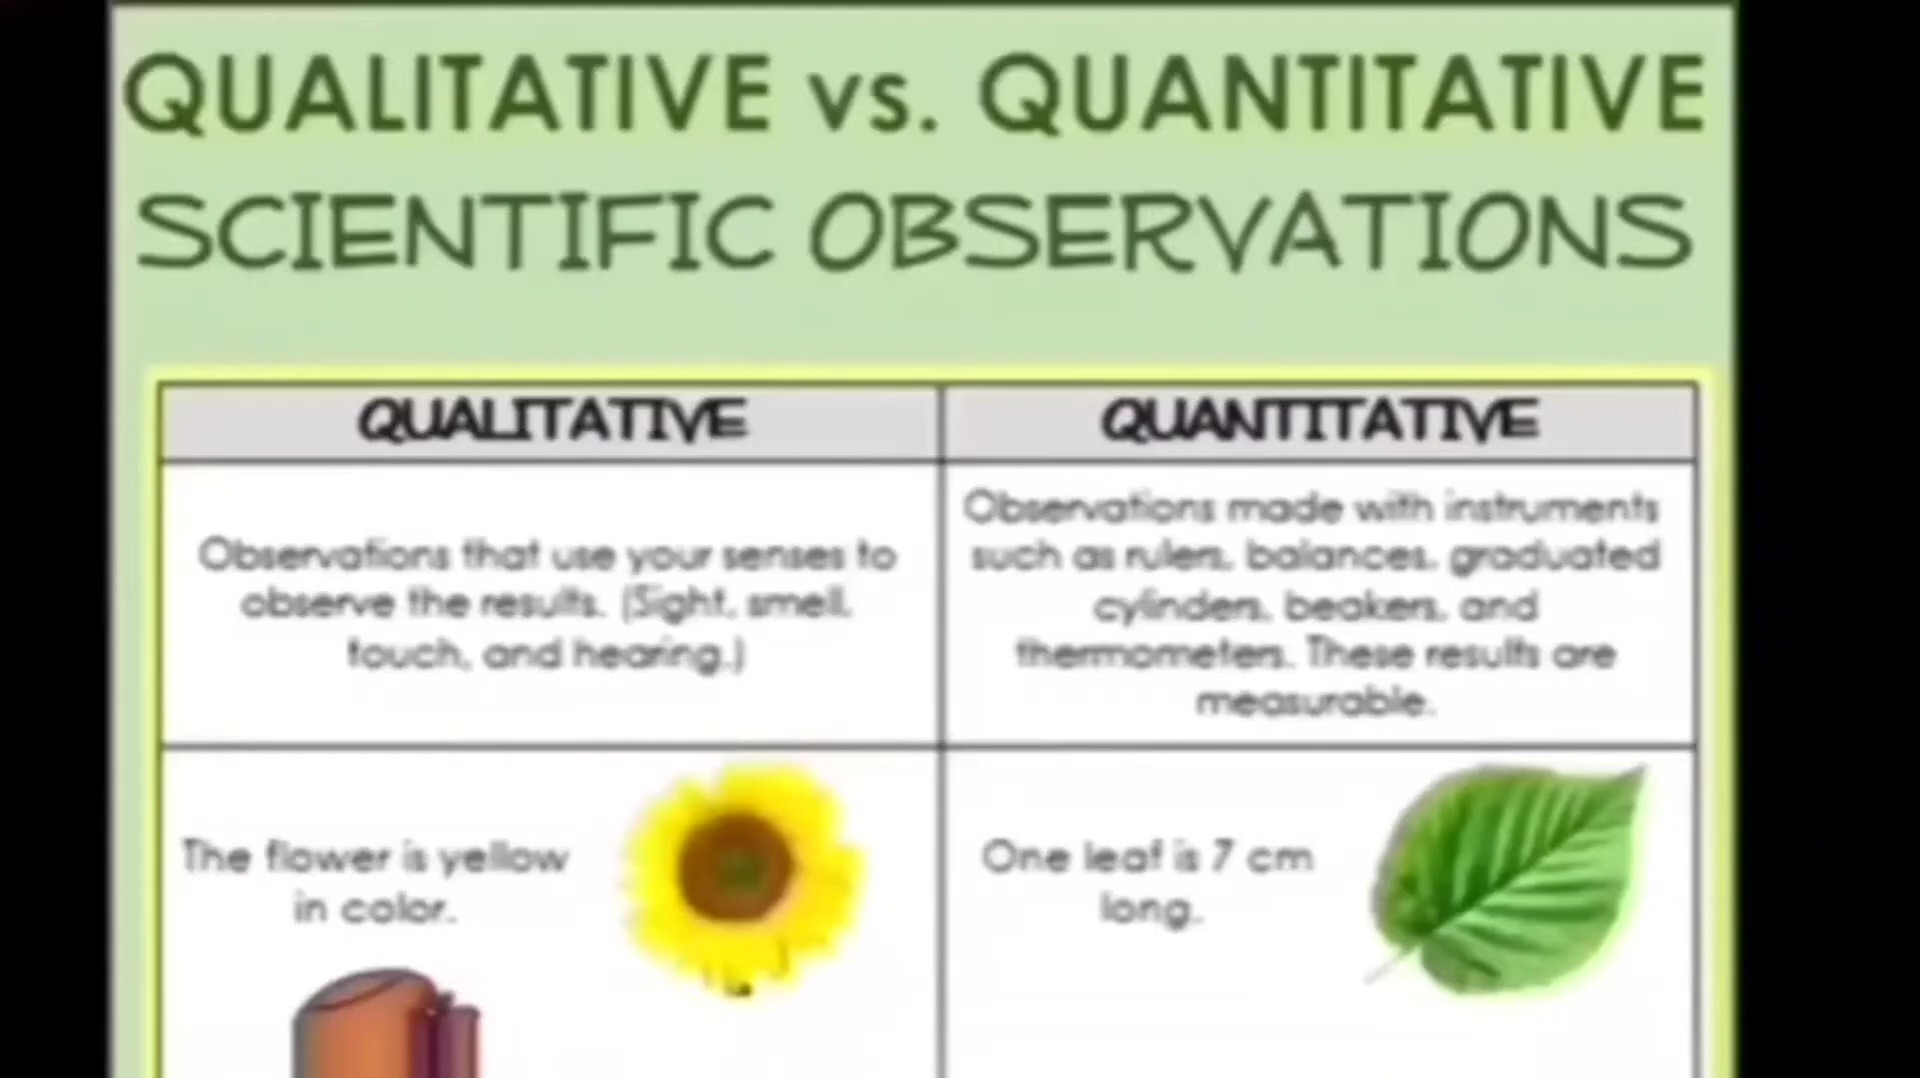 QUALITATIVE vs. QUANTITATIVE
SCIENTIFIC OBSERVATIONS
QUALITATIVE
Observations that use your senses to
observe the results. (Sight, smell,
touch, and hearing.)
The flower is yellow
in color.
QUANTITATIVE
Observations made with instruments
such as rulers, balances, graduated
cylinders, beakers, and
thermometers. These results are
measurable.
One leaf is 7 cm
long.